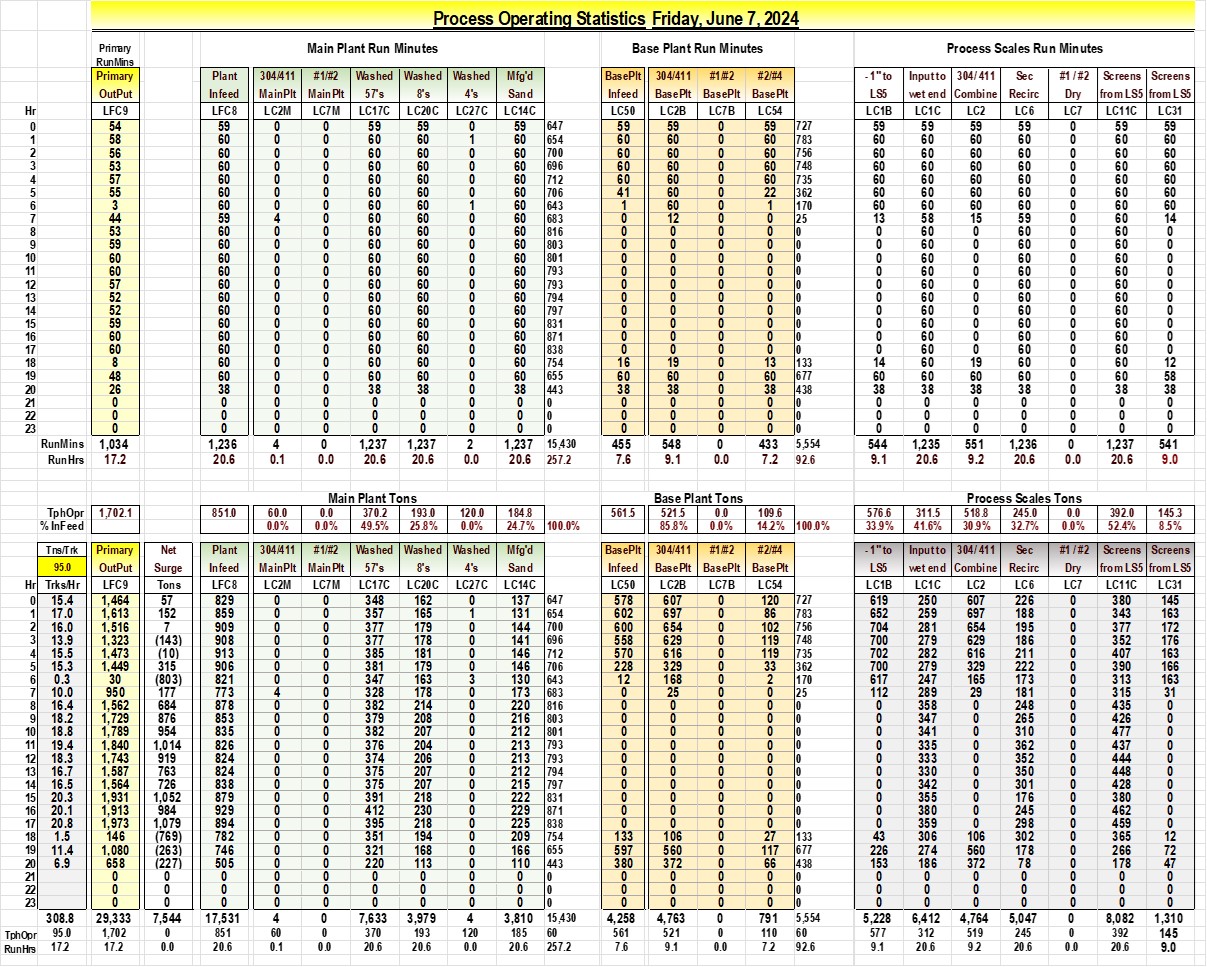 Process Operating Statistics Friday, June 7, 2024
Primary RunMins Main Plant Run Minutes Base Plant Run Minutes Process Scales Run Minutes
Primary Plant 304/411 #1/#2 Washed Washed Washed Mfg'd BasePlt 304/411 #1/#2 #2/#4 -1" to Input to 304/411 Sec #1/#2 Screens Screens
OutPut Infeed MainPlt MainPlt 57's 8's 4's Sand Infeed BasePlt BasePlt BasePlt LS5 wet end Combine Recirc Dry from LS5 from LS5
Hr LFC9 LFC8 LC2M LC7M LC17C LC20C LC27C LC14C LC50 LC2B LC7B LC54 LC1B LC1C LC2 LC6 LC7 LC11C LC31
0 54 59 0 0 59 59 0 59 647 59 59 0 59 727 59 59 59 59 0 59 59
1 58 60 0 0 60 60 1 60 654 60 60 0 60 783 60 60 60 60 0 60 60
2 56 60 0 0 60 60 0 60 700 60 60 0 60 756 60 60 60 60 0 60 60
3 53 60 0 0 60 60 0 60 696 60 60 0 60 748 60 60 60 60 0 60 60
4 57 60 0 0 60 60 0 60 712 60 60 0 60 735 60 60 60 60 0 60 60
5 55 60 0 0 60 60 0 60 706 41 60 0 22 362 60 60 60 60 0 60 60
6 3 60 0 0 60 60 1 60 643 1 60 0 1 170 60 60 60 60 0 60 60
7 44 59 4 0 60 60 0 60 683 0 12 0 0 25 13 58 15 59 0 60 14
8 53 60 0 0 60 60 0 60 816 0 0 0 0 0 0 60 0 60 0 60 0
9 59 60 0 0 60 60 0 60 803 0 0 0 0 0 0 60 0 60 0 60 0
10 60 60 0 0 60 60 0 60 801 0 0 0 0 0 0 60 0 60 0 60 0
11 60 60 0 0 60 60 0 60 793 0 0 0 0 0 0 60 0 60 0 60 0
12 57 60 0 0 60 60 0 60 793 0 0 0 0 0 0 60 0 60 0 60 0
13 52 60 0 0 60 60 0 60 794 0 0 0 0 0 0 60 0 60 0 60 0
14 52 60 0 0 60 60 0 60 797 0 0 0 0 0 0 60 0 60 0 60 0
15 59 60 0 0 60 60 0 60 831 0 0 0 0 0 0 60 0 60 0 60 0
16 60 60 0 0 60 60 0 60 871 0 0 0 0 0 0 60 0 60 0 60 0
17 60 60 0 0 60 60 0 60 838 0 0 0 0 0 0 60 0 60 0 60 0
18 8 60 0 0 60 60 0 60 754 16 19 0 13 133 14 60 19 60 0 60 12
19 48 60 0 0 60 60 0 60 655 60 60 0 60 677 60 60 60 60 0 60 58
20 26 38 0 0 38 38 0 38 443 38 38 0 38 438 38 38 38 38 0 38 38
21 0 0 0 0 0 0 0 0 0 0 0 0 0 0 0 0 0 0 0 0 0
22 0 0 0 0 0 0 0 0 0 0 0 0 0 0 0 0 0 0 0 0 0
23 0 0 0 0 0 0 0 0 0 0 0 0 0 0 0 0 0 0 0 0 0
RunMins 1,034 1,236 4 0 1,237 1,237 2 1,237 15,430 455 548 0 433 5,554 544 1,235 551 1,236 0 1,237 541
RunHrs 17.2 20.6 0.1 0.0 20.6 20.6 0.0 20.6 257.2 7.6 9.1 0.0 7.2 92.6 9.1 20.6 9.2 20.6 0.0 20.6 9.0
Main Plant Tons Base Plant Tons Process Scales Tons
TphOpr 1,702.1 851.0 60.0 0.0 370.2 193.0 120.0 184.8 561.5 521.5 0.0 109.6 576.6 311.5 518.8 245.0 0.0 392.0 145.3
% InFeed 0.0% 0.0% 49.5% 25.8% 0.0% 24.7% 100.0% 85.8% 0.0% 14.2% 100.0% 33.9% 41.6% 30.9% 32.7% 0.0% 52.4% 8.5%
Tns/Trk Primary Net Plant 304/411 #1/#2 Washed Washed Washed Mfg'd BasePlt 304/411 #1/#2 #2/#4 -1" to Input to 304/411 Sec #1/#2 Screens Screens
95.0 OutPut Surge Infeed MainPlt MainPlt 57's 8's 4's Sand Infeed BasePlt BasePlt BasePlt LS5 wet end Combine Recirc Dry from LS5 from LS5
Hr Trks/Hr LFC9 Tons LFC8 LC2M LC7M LC17C LC20C LC27C LC14C LC50 LC2B LC7B LC54 LC1B LC1C LC2 LC6 LC7 LC11C LC31
0 15.4 1,464 57 829 0 0 348 162 0 137 647 578 607 0 120 727 619 250 607 226 0 380 145
1 17.0 1,613 152 859 0 0 357 165 1 131 654 602 697 0 86 783 652 259 697 188 0 343 163
2 16.0 1,516 7 909 0 0 377 179 0 144 700 600 654 0 102 756 704 281 654 195 0 377 172
3 13.9 1,323 (143) 908 0 0 377 178 0 141 696 558 629 0 119 748 700 279 629 186 0 352 176
4 15.5 1,473 (10) 913 0 0 385 181 0 146 712 570 616 0 119 735 702 282 616 211 0 407 163
5 15.3 1,449 315 906 0 0 381 179 0 146 706 228 329 0 33 362 700 279 329 222 0 390 166
6 0.3 30 (803) 821 0 0 347 163 3 130 643 12 168 0 2 170 617 247 165 173 0 313 163
7 10.0 950 177 773 4 0 328 178 0 173 683 0 25 0 0 25 112 289 29 181 0 315 31
8 16.4 1,562 684 878 0 0 382 214 0 220 816 0 0 0 0 0 0 358 0 248 0 435 0
9 18.2 1,729 876 853 0 0 379 208 0 216 803 0 0 0 0 0 0 347 0 265 0 426 0
10 18.8 1,789 954 835 0 0 382 207 0 212 801 0 0 0 0 0 0 341 0 310 0 477 0
11 19.4 1,840 1,014 826 0 0 376 204 0 213 793 0 0 0 0 0 0 335 0 362 0 437 0
12 18.3 1,743 919 824 0 0 374 206 0 213 793 0 0 0 0 0 0 333 0 352 0 444 0
13 16.7 1,587 763 824 0 0 375 207 0 212 794 0 0 0 0 0 0 330 0 350 0 448 0
14 16.5 1,564 726 838 0 0 375 207 0 215 797 0 0 0 0 0 0 342 0 301 0 428 0
15 20.3 1,931 1,052 879 0 0 391 218 0 222 831 0 0 0 0 0 0 355 0 176 0 380 0
16 20.1 1,913 984 929 0 0 412 230 0 229 871 0 0 0 0 0 0 380 0 245 0 462 0
17 20.8 1,973 1,079 894 0 0 395 218 0 225 838 0 0 0 0 0 0 359 0 298 0 459 0
18 1.5 146 (769) 782 0 0 351 194 0 209 754 133 106 0 27 133 43 306 106 302 0 365 12
19 11.4 1,080 (263) 746 0 0 321 168 0 166 655 597 560 0 117 677 226 274 560 178 0 266 72
20 6.9 658 (227) 505 0 0 220 113 0 110 443 380 372 0 66 438 153 186 372 78 0 178 47
21 0 0 0 0 0 0 0 0 0 0 0 0 0 0 0 0 0 0 0 0 0 0
22 0 0 0 0 0 0 0 0 0 0 0 0 0 0 0 0 0 0 0 0 0 0
23 0 0 0 0 0 0 0 0 0 0 0 0 0 0 0 0 0 0 0 0 0 0
308.8 29,333 7,544 17,531 4 0 7,633 3,979 4 3,810 15,430 4,258 4,763 0 791 5,554 5,228 6,412 4,764 5,047 0 8,082 1,310
TphOpr 95.0 1,702 0 851 60 0 370 193 120 185 60 561 521 0 110 60 577 312 519 245 0 392 145
RunHrs 17.2 17.2 0.0 20.6 0.1 0.0 20.6 20.6 0.0 20.6 257.2 7.6 9.1 0.0 7.2 92.6 9.1 20.6 9.2 20.6 0.0 20.6 9.0